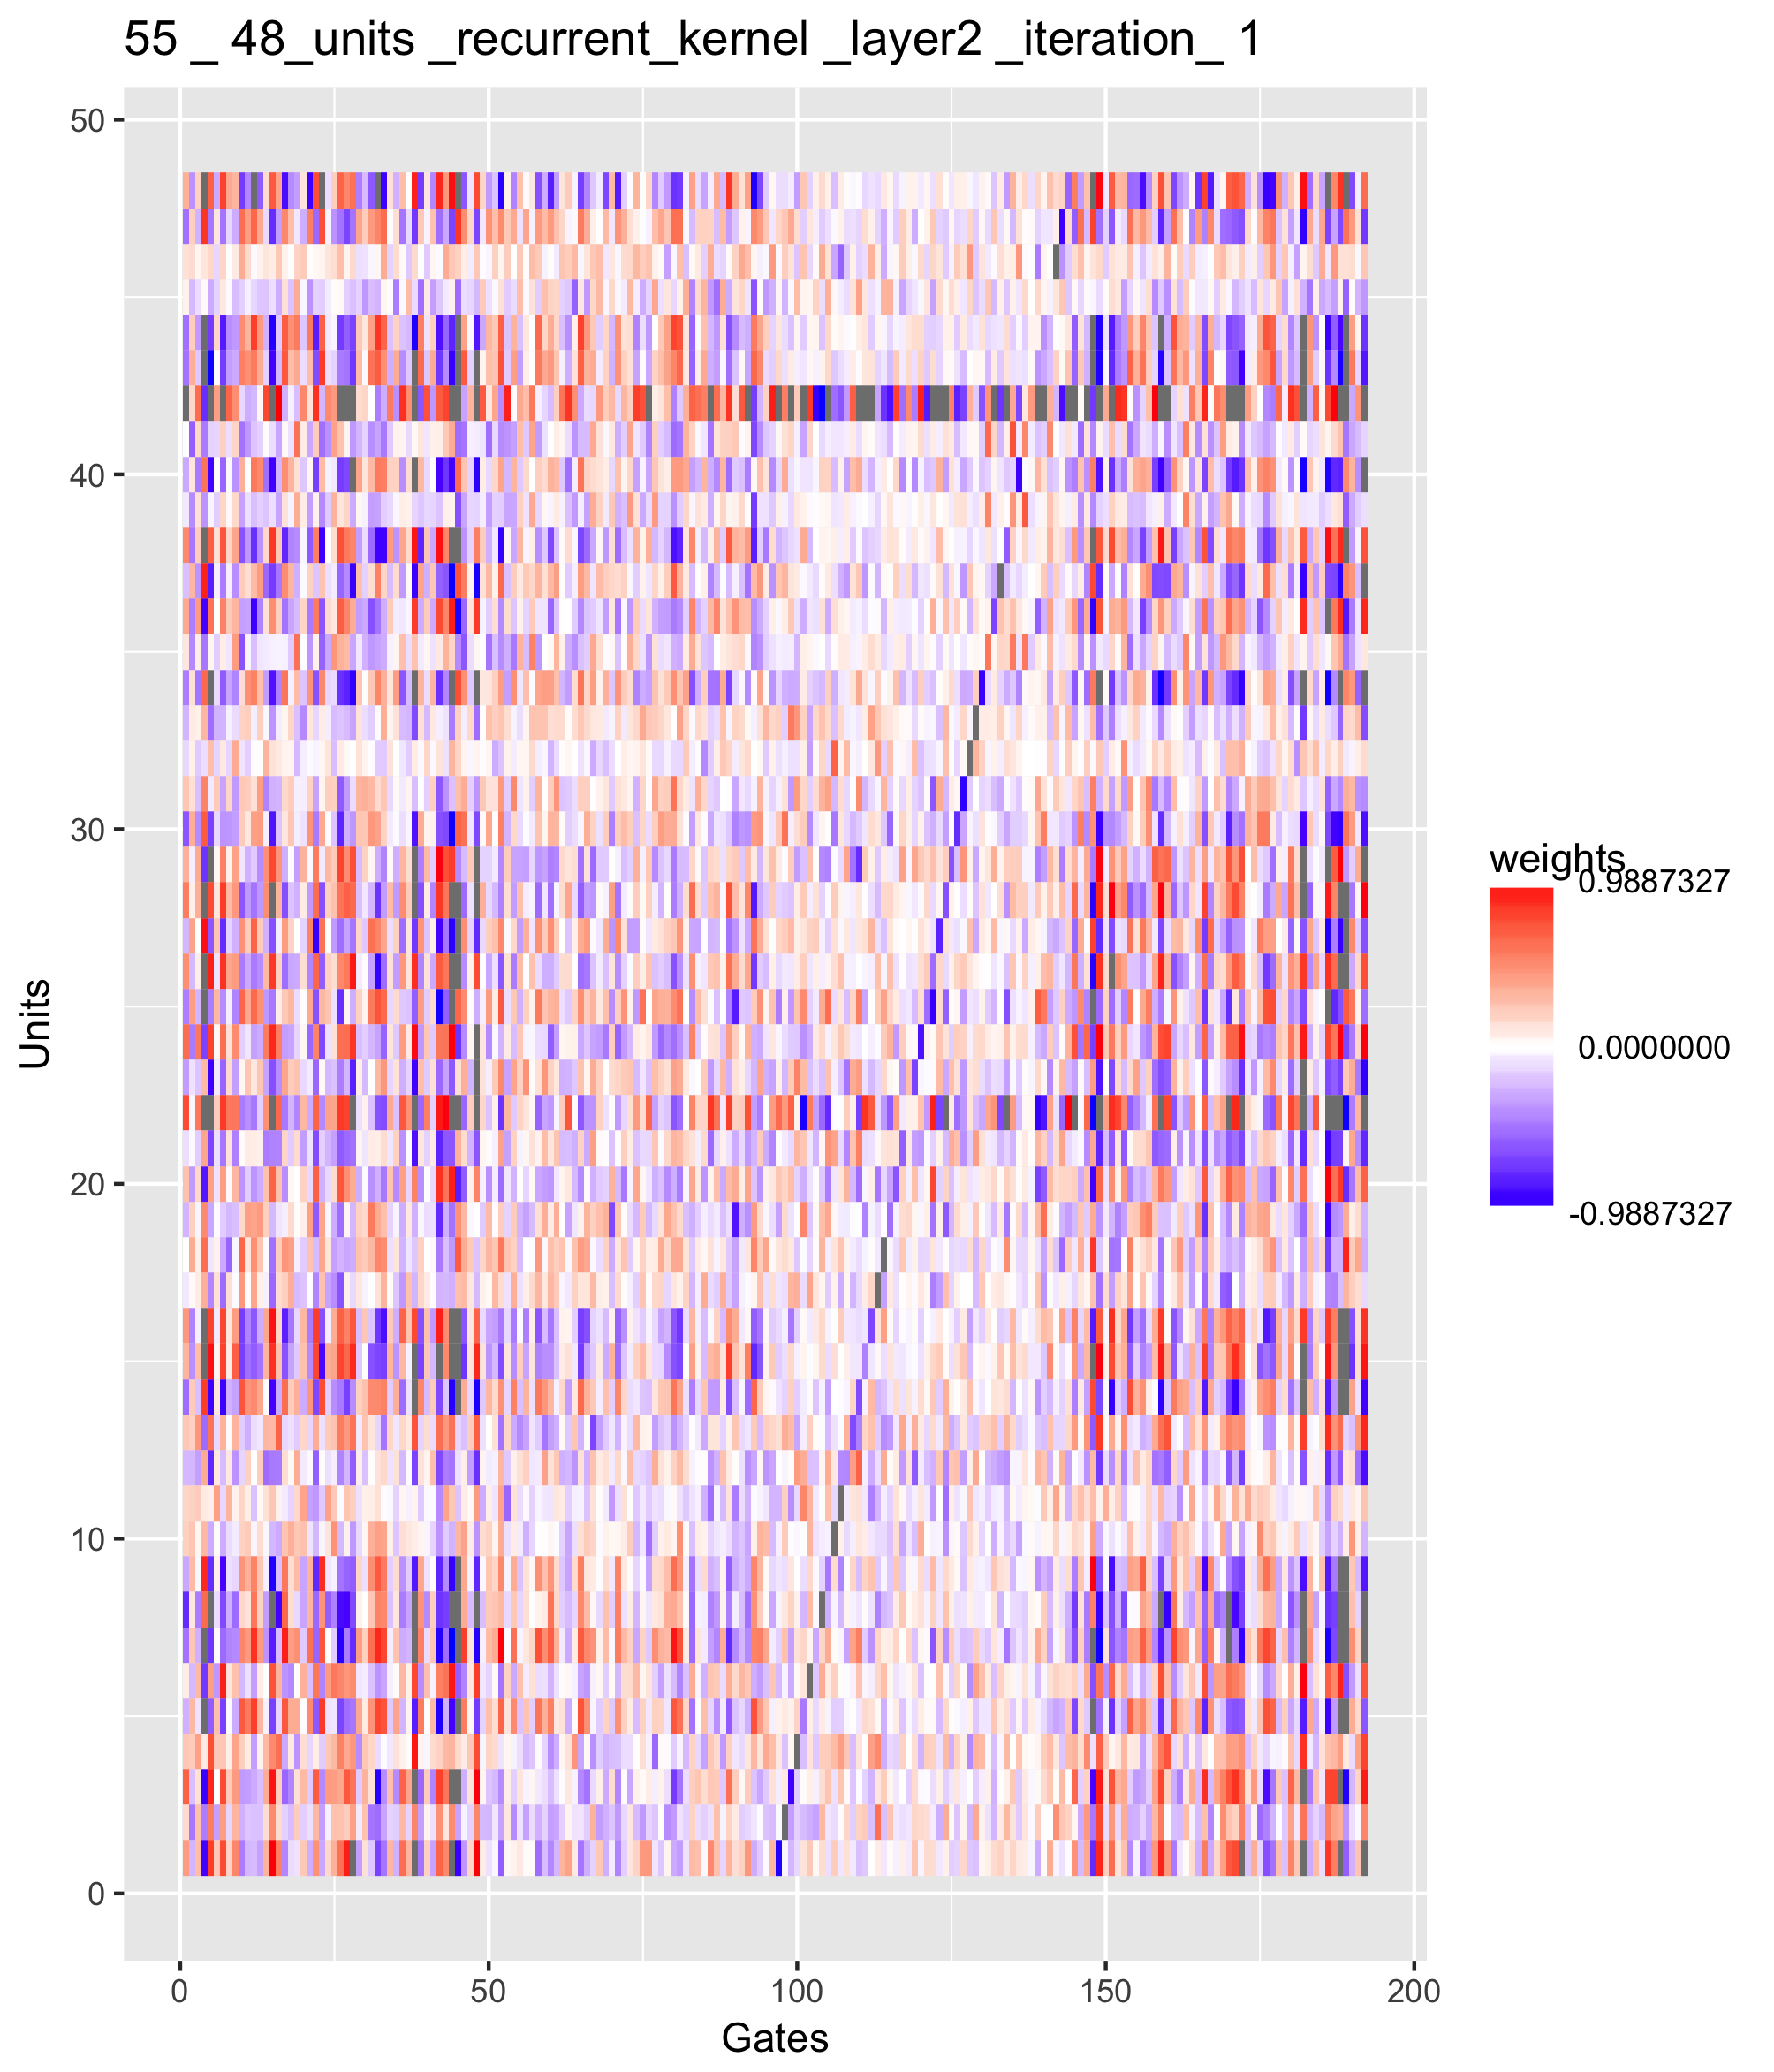 55 _ 48_units _recurrent_kernel _layer2 _iteration_ 1
50
40
30
20
10
0
Units
0 50 100 150 200
Gates
weights
0.9887327
0.0000000
-0.9887327